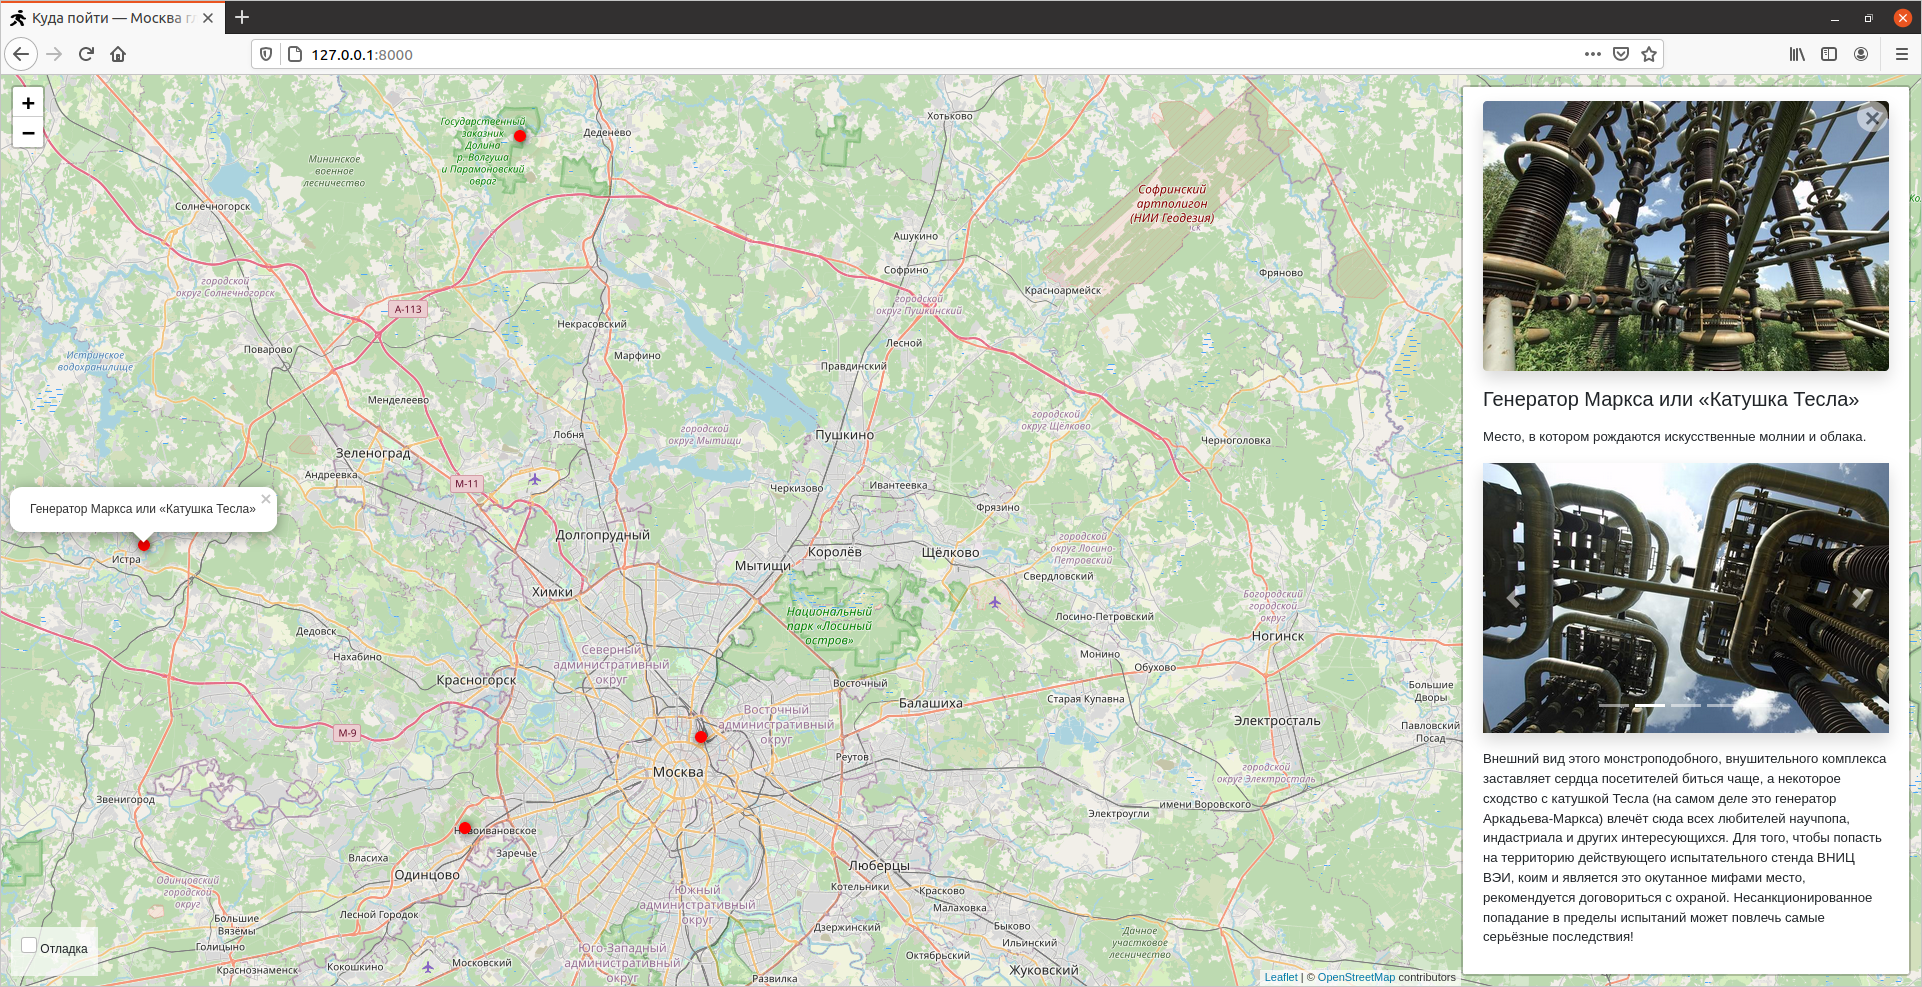 Куда пойти — Москва гл
127.0.0.1:8000
+
−
Государственный
заказник
Долина
р. Волгуша
и Парамоновский
овраг
Деденёво
Хотьково
Мининское
военное
лесничество
Софринский
артполигон
(НИИ Геодезия)
Солнечногорск
Ашукино
Софрино
Фряново
городской
округ Солнечногорск
Красноармейск
городской
округ Пушкинский
А-113
Некрасовский
Лесной
Поварово
Марфино
Правдинский
Истринское
водохранилище
Менделеево
городской
округ Щёлково
городской
округ Мытищи
Лобня
Пушкино
Черноголовка
Зеленоград
Андреевка
М-11
Черкизово
Ивантеевка
Фрязино
Генератор Маркса или «Катушка Тесла»
×
Долгопрудный
городской
округ Лосино-
Петровский
Истра
Мытищи
Королёв
Щёлково
Свердловский
Химки
Богородский
городской
округ
Национальный
парк «Лосиный
остров»
Лосино-Петровский
Дедовск
Ногинск
Нахабино
Северный
административный
округ
Монино
Обухово
Красногорск
Восточный
Старая Купавна
Большие
Дворы
Балашиха
Восточный
административный
округ
Электросталь
Павловский
Посад
М-9
Москва
Реутов
городской
округ Электросталь
Звенигород
имени Воровского
Электроугли
Новоивановское
Заречье
Власиха
Одинцово
Люберцы
Котельники
Одинцовский
городской
округ
Южный
административный
округ
Красково
Малаховка
Лесной Городок
Большие
Вяземы
Дзержинский
Быково
Дачное
участковое
лесничество
Голицыно
Юго-Западный
административный
округ
Ильинский
Октябрьский
Краснознаменск
Кокошкино
Московский
Жуковский
Развилка
Отладка
Leaflet | © OpenStreetMap contributors
Генератор Маркса или «Катушка Тесла»
Место, в котором рождаются искусственные молнии и облака.
Внешний вид этого монстроподобного, внушительного комплекса
заставляет сердца посетителей биться чаще, а некоторое
сходство с катушкой Тесла (на самом деле это генератор
Аркадьева-Маркса) влечёт сюда всех любителей научпопа,
индастриала и других интересующихся. Для того, чтобы попасть
на территорию действующего испытательного стенда ВНИЦ
ВЭИ, коим и является это окутанное мифами место,
рекомендуется договориться с охраной. Несанкционированное
попадание в пределы испытаний может повлечь самые
серьёзные последствия!